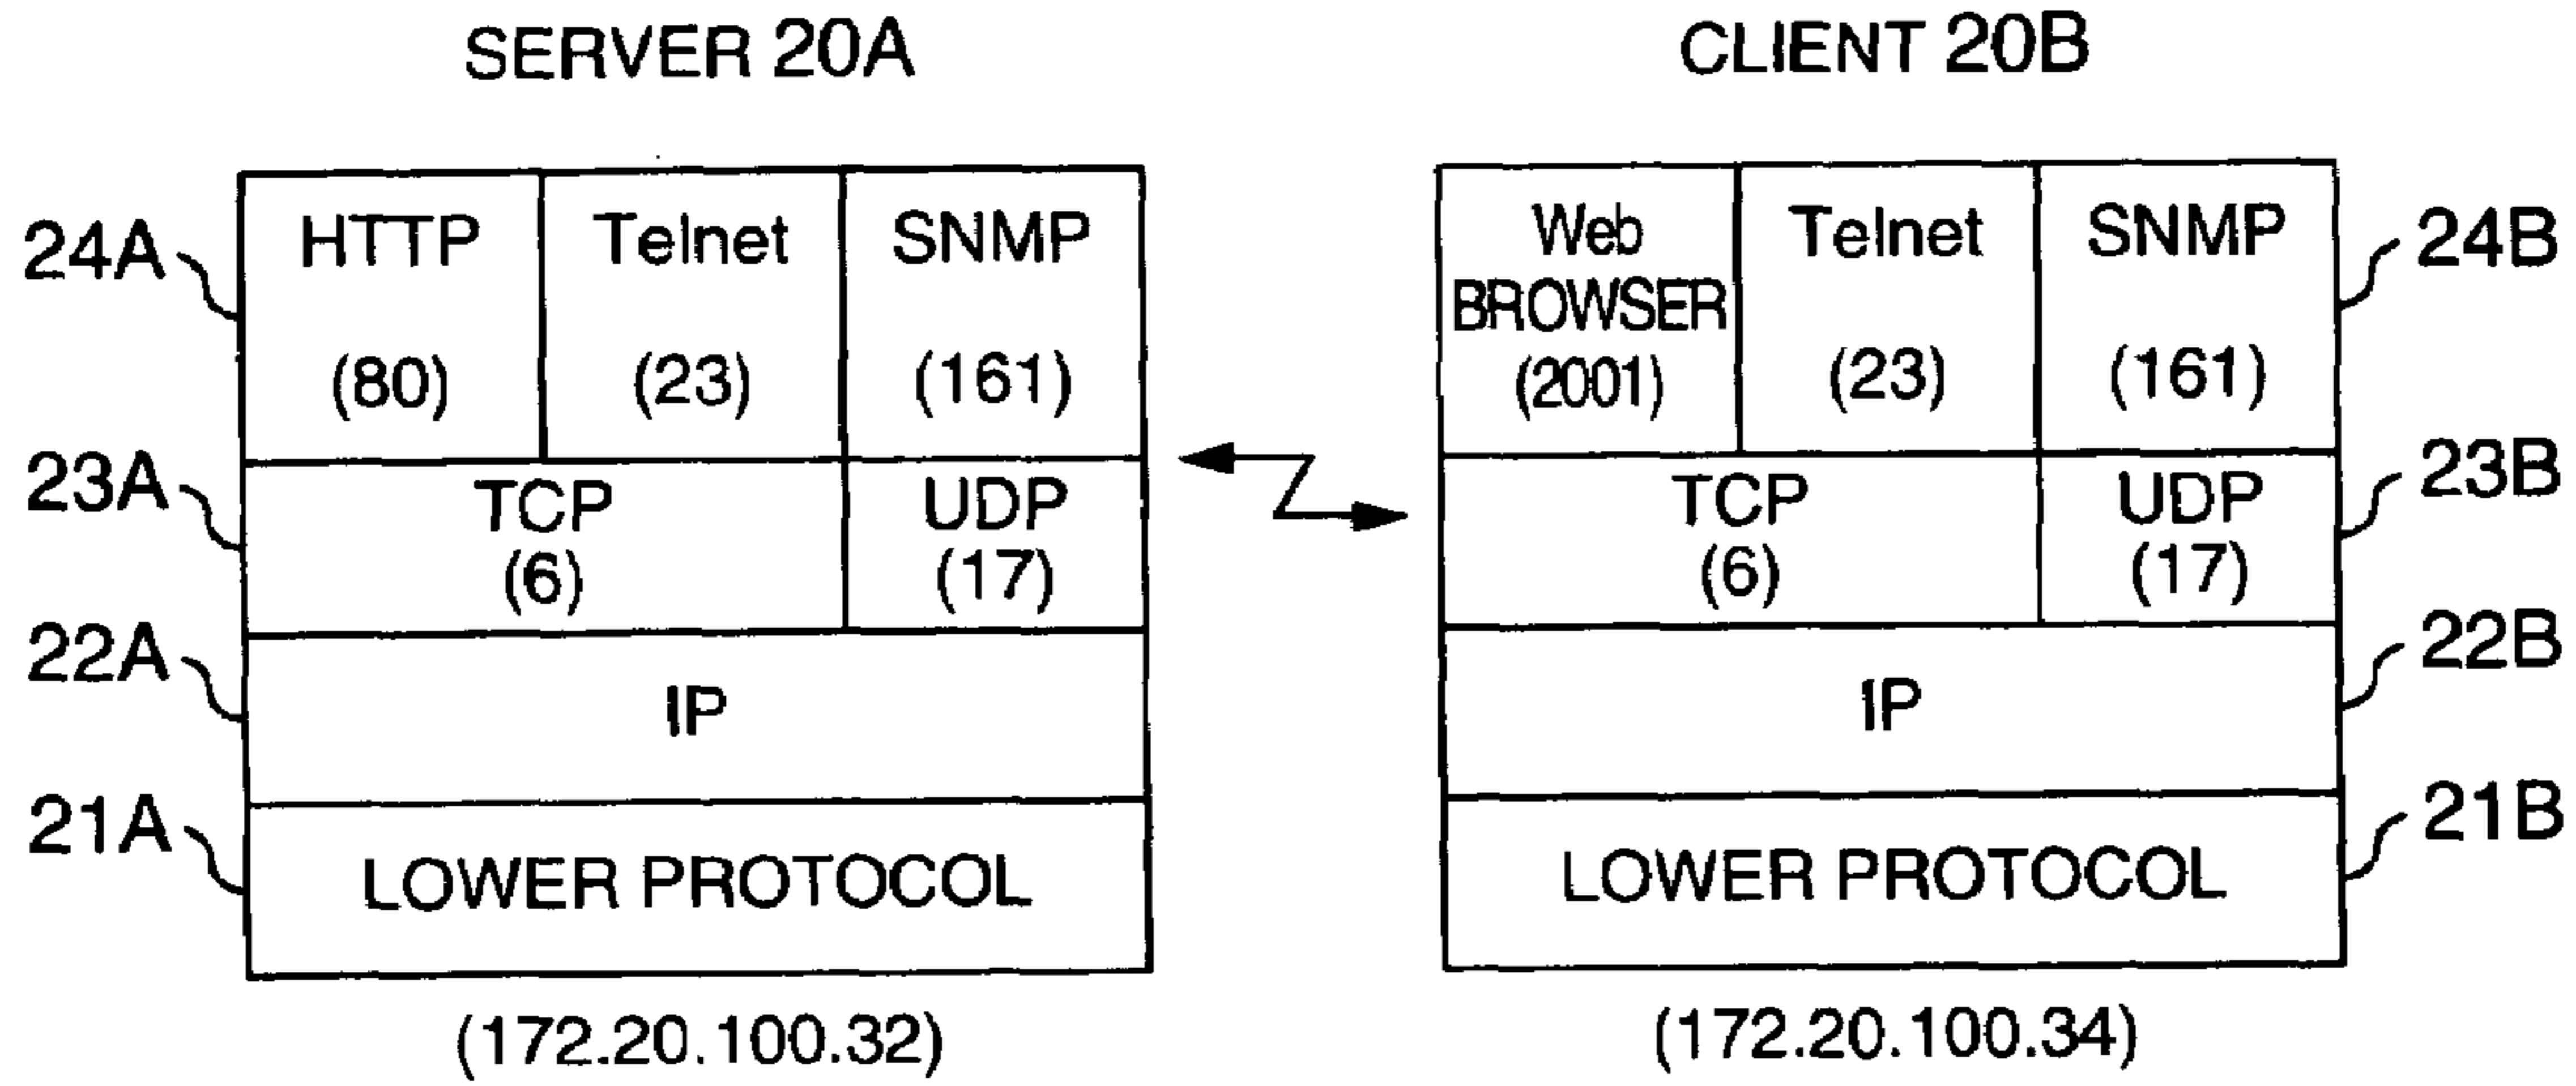 SERVER 20A
24A
HTTP
(80)
Telnet
(23)
SNMP
(161)
23A
TCP
(6)
UDP
(17)
22A
IP
21A
LOWER PROTOCOL
(172.20.100.32)
CLIENT 20B
Web
BROWSER
(2001)
Telnet
(23)
SNMP
(161)
24B
TCP
(6)
UDP
(17)
23B
IP
22B
LOWER PROTOCOL
21B
(172.20.100.34)